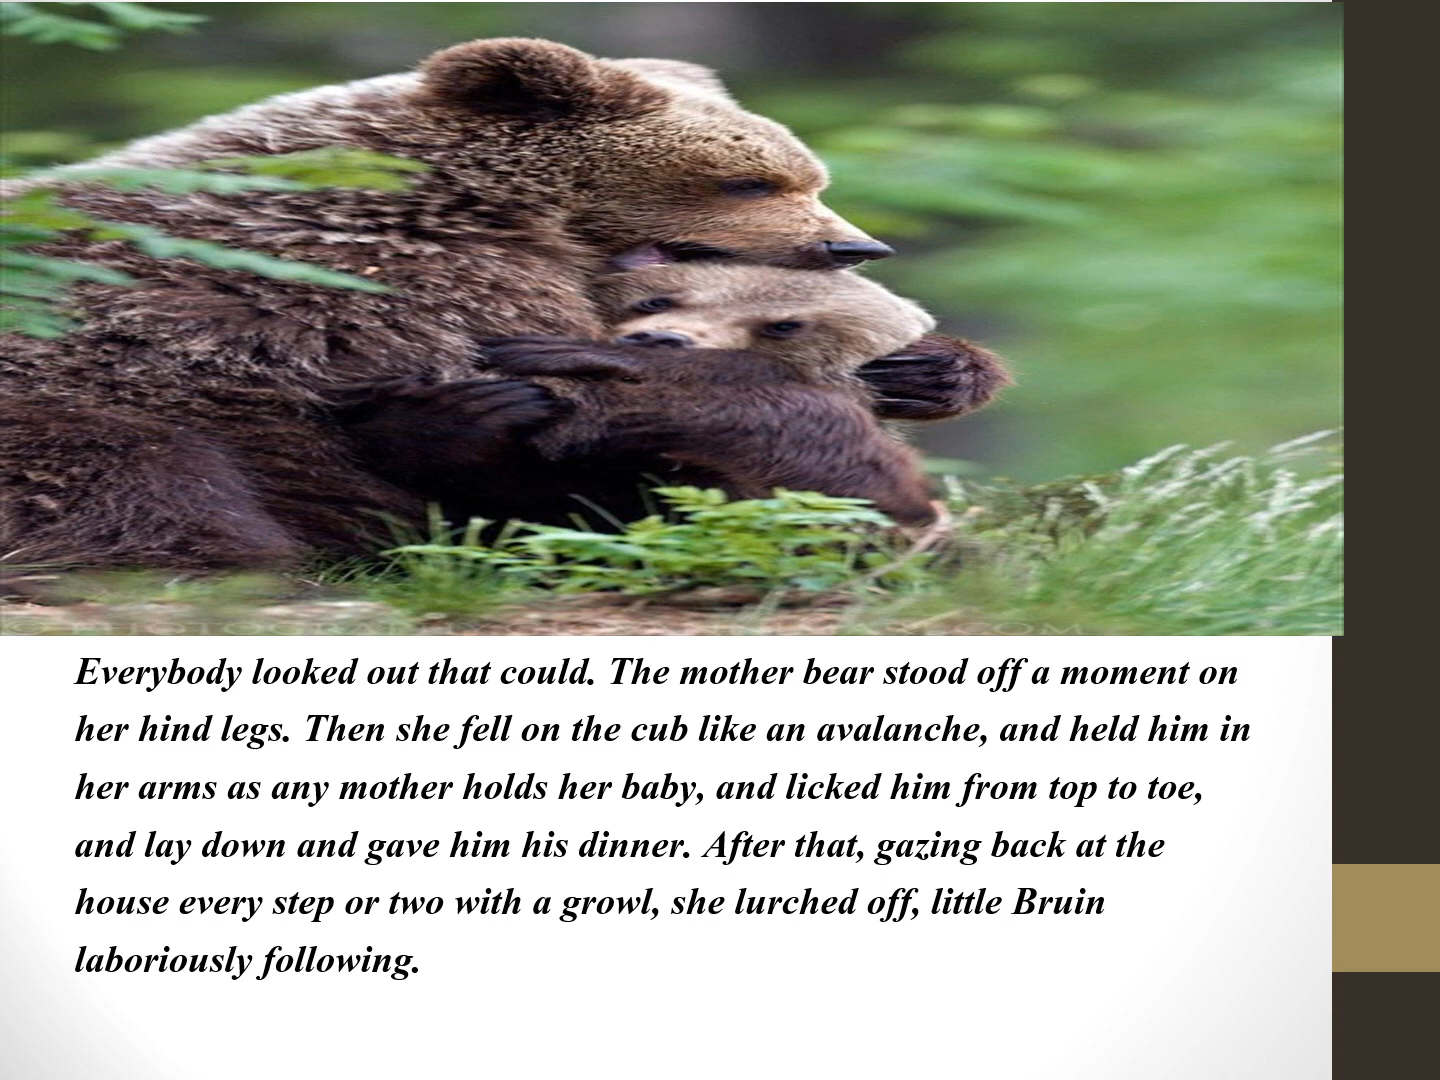 Everybody looked out that could. The mother bear stood off a moment on
her hind legs. Then she fell on the cub like an avalanche, and held him in
her arms as any mother holds her baby, and licked him from top to toe,
and lay down and gave him his dinner. After that, gazing back at the
house every step or two with a growl, she lurched off, little Bruin
laboriously following.